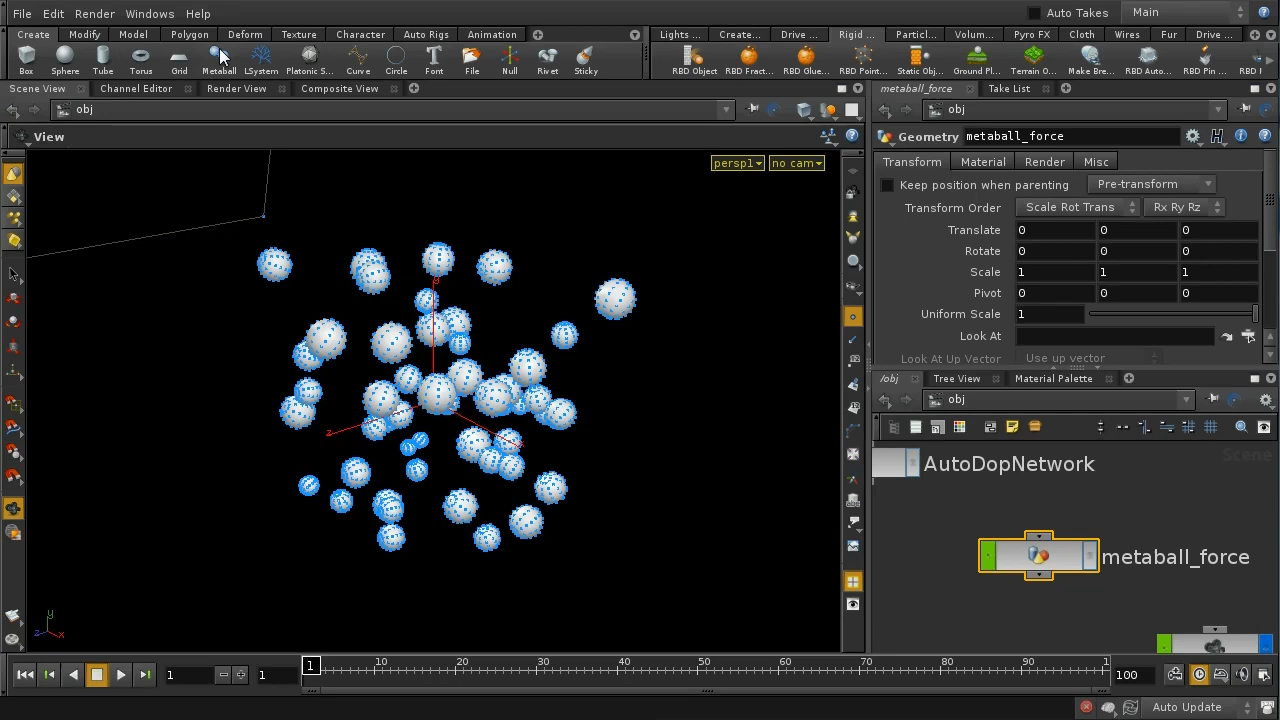 File Edit Render Windows Help Auto Takes Main
Create Modify Model Polygon Deform Texture Character Auto Rigs Animation Lights ... Create... Drive ... Rigid ... Particl... Volum... Pyro FX Cloth Wires Fur Drive ...
Box Sphere Tube Torus Grid Metaball LSystem Platonic S... Curve Circle Font File Null Rivet Sticky RBD Object RBD Fract... RBD Glue... RBD Point... Static Obj... Ground Pl... Terrain O... Make Bre... RBD Auto... RBD Pin ... RBD I
Scene View Channel Editor Render View Composite View metaball_force Take List
obj obj
View Geometry metaball_force
persp1 no cam Transform Material Render Misc
Keep position when parenting Pre-transform
Transform Order Scale Rot Trans Rx Ry Rz
Translate 0 0 0
Rotate 0 0 0
Scale 1 1 1
Pivot 0 0 0
Uniform Scale 1
Look At
Look At Up Vector Use up vector
/obj Tree View Material Palette
obj
Scene
AutoDopNetwork
metaball_force
y
z
y
z x
1 1 1 10 20 30 40 50 60 70 80 90 1 100
Auto Update